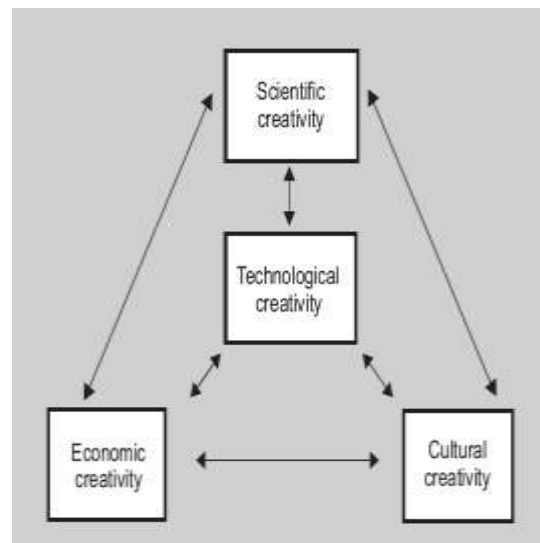 Scientific
creativity
Technological
creativity
Economic
creativity
Cultural
creativity